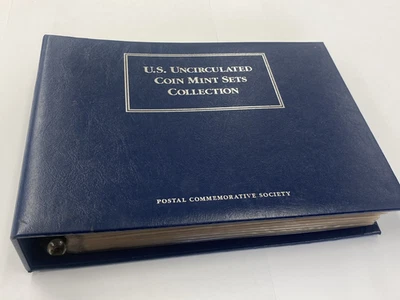 U.S. Uncirculated
Coin Mint Sets
Collection
POSTAL COMMEMORATIVE SOCIETY